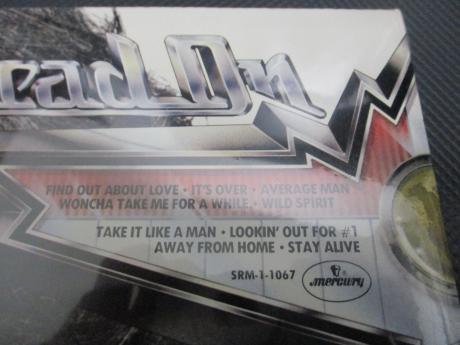 ead On
FIND OUT ABOUT LOVE • IT'S OVER • AVERAGE MAN
WONCHA TAKE ME FOR A WHILE • WILD SPIRIT
TAKE IT LIKE A MAN • LOOKIN' OUT FOR #1
AWAY FROM HOME • STAY ALIVE
SRM-1-1067
mercury